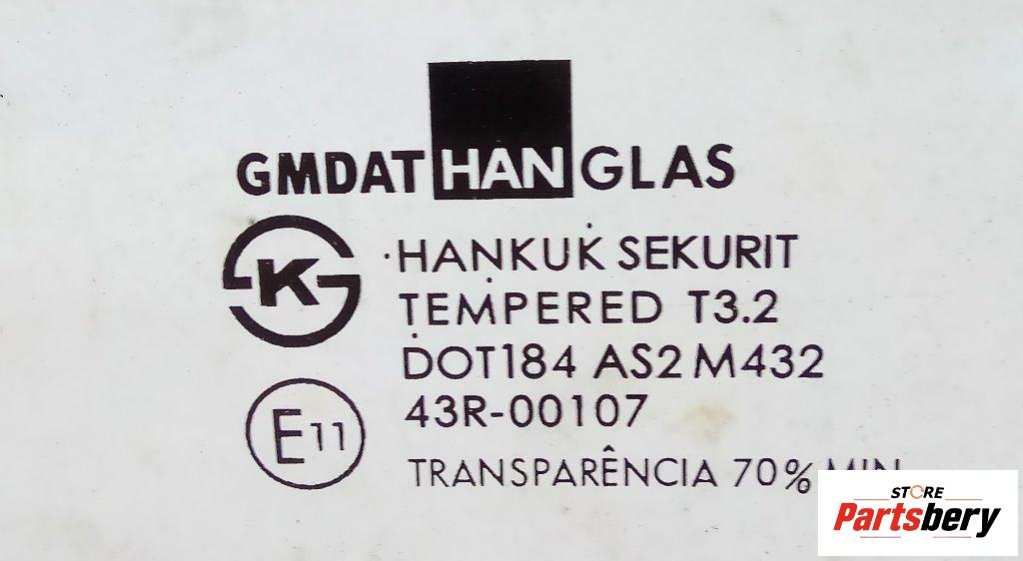 GMDAT HAN GLAS
K
HANKUK SEKURIT
TEMPERED T3.2
DOT184 AS2 M432
43R-00107
E11
TRANSPARÊNCIA 70% MIN
STORE
Partsbery